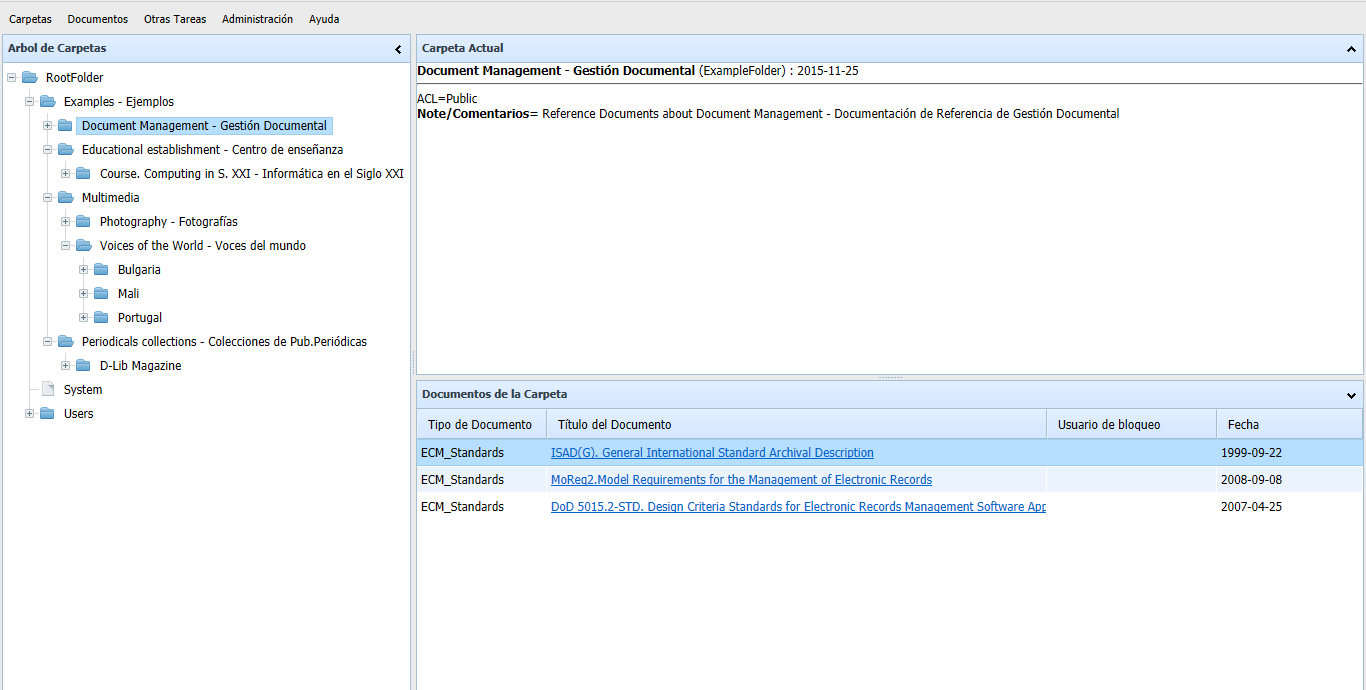 Carpetas Documentos Otras Tareas Administración Ayuda
Arbol de Carpetas
RootFolder
Examples - Ejemplos
Document Management - Gestión Documental
Educational establishment - Centro de enseñanza
Course. Computing in S. XXI - Informática en el Siglo XXI
Multimedia
Photography - Fotografías
Voices of the World - Voces del mundo
Bulgaria
Mali
Portugal
Periodicals collections - Colecciones de Pub.Periódicas
D-Lib Magazine
System
Users
Carpeta Actual
Document Management - Gestión Documental (ExampleFolder) : 2015-11-25
ACL=Public
Note/Comentarios= Reference Documents about Document Management - Documentación de Referencia de Gestión Documental
Documentos de la Carpeta
Tipo de Documento Título del Documento Usuario de bloqueo Fecha
ECM_Standards ISAD(G). General International Standard Archival Description 1999-09-22
ECM_Standards MoReq2.Model Requirements for the Management of Electronic Records 2008-09-08
ECM_Standards DoD 5015.2-STD. Design Criteria Standards for Electronic Records Management Software App 2007-04-25